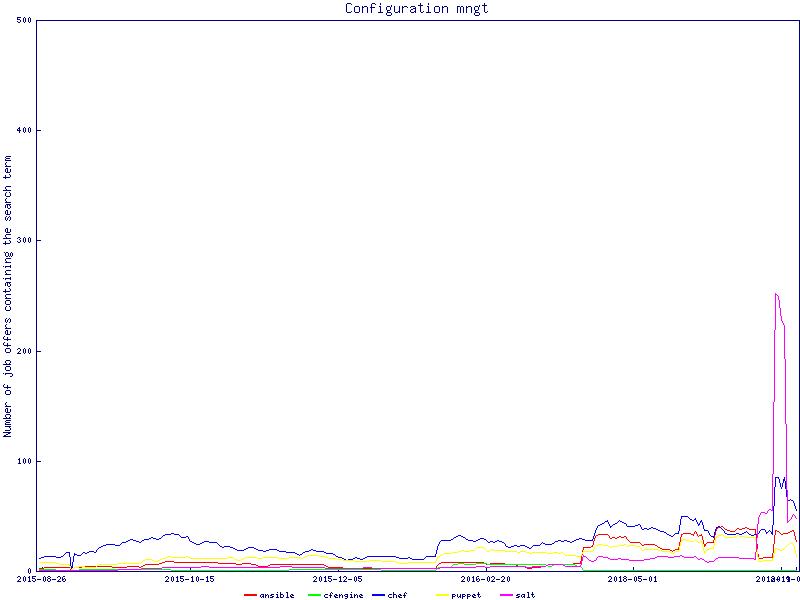 Configuration mngt
Number of job offers containing the search term
500
400
300
200
100
0
2015-08-26 2015-10-15 2015-12-05 2016-02-20 2018-05-01
ansible cfengine chef puppet salt